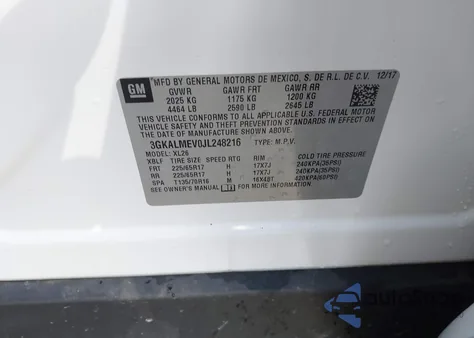 GM
MFD BY GENERAL MOTORS DE MEXICO, S. DE R.L. DE C.V. 12/17
GVWR GAWR FRT GAWR RR
2025 KG 1175 KG 1200 KG
4464 LB 2590 LB 2645 LB
THIS VEHICLE CONFORMS TO ALL APPLICABLE U.S. FEDERAL MOTOR
VEHICLE SAFETY, BUMPER, AND THEFT PREVENTION STANDARDS IN EFFECT ON
THE DATE OF MANUFACTURE SHOWN ABOVE.
3GKALMEV0JL248216 TYPE: M.P.V.
MODEL: XL26
XBLF TIRE SIZE SPEED RTG RIM COLD TIRE PRESSURE
FRT 225/65R17 H 17X7J 240KPA(35PSI)
RR 225/65R17 H 17X7J 240KPA(35PSI)
SPA T135/70R16 M 16X4BT 420KPA(60PSI)
SEE OWNER'S MANUAL FOR MORE INFORMATION.